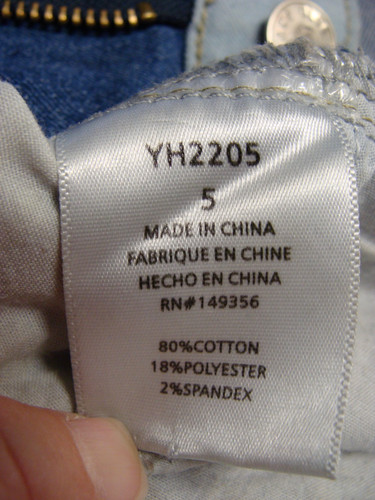 YH2205
5
MADE IN CHINA
FABRIQUE EN CHINE
HECHO EN CHINA
RN#149356
80%COTTON
18%POLYESTER
2%SPANDEX